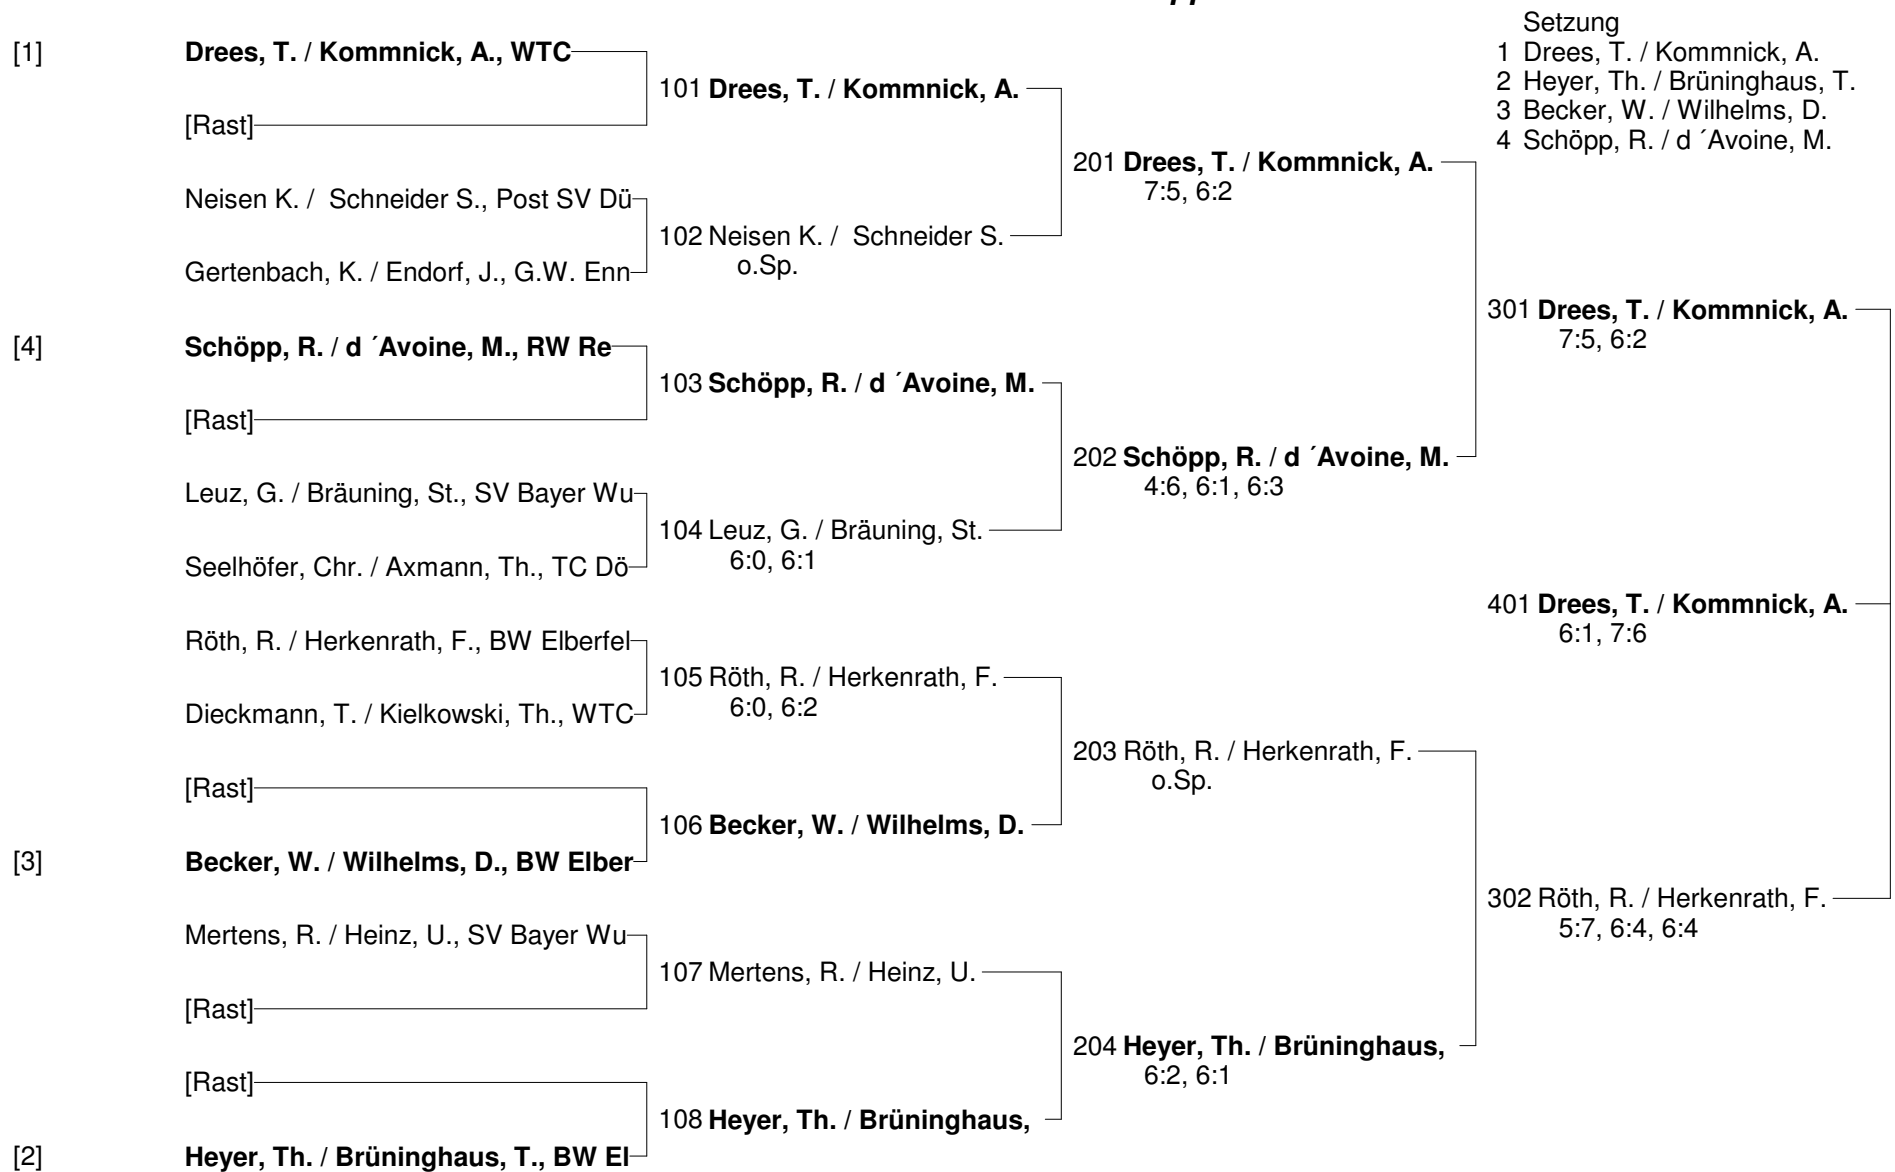 Setzung
1 Drees, T. / Kommnick, A.
2 Heyer, Th. / Brüninghaus, T.
3 Becker, W. / Wilhelms, D.
4 Schöpp, R. / d ´Avoine, M.
[1] Drees, T. / Kommnick, A., WTC
[Rast]
Neisen K. / Schneider S., Post SV Dü
Gertenbach, K. / Endorf, J., G.W. Enn
[4] Schöpp, R. / d ´Avoine, M., RW Re
[Rast]
Leuz, G. / Bräuning, St., SV Bayer Wu
Seelhöfer, Chr. / Axmann, Th., TC Dö
Röth, R. / Herkenrath, F., BW Elberfel
Dieckmann, T. / Kielkowski, Th., WTC
[Rast]
[3] Becker, W. / Wilhelms, D., BW Elber
Mertens, R. / Heinz, U., SV Bayer Wu
[Rast]
[Rast]
[2] Heyer, Th. / Brüninghaus, T., BW El
101 Drees, T. / Kommnick, A.
102 Neisen K. / Schneider S.
o.Sp.
103 Schöpp, R. / d ´Avoine, M.
104 Leuz, G. / Bräuning, St.
6:0, 6:1
105 Röth, R. / Herkenrath, F.
6:0, 6:2
106 Becker, W. / Wilhelms, D.
107 Mertens, R. / Heinz, U.
108 Heyer, Th. / Brüninghaus,
201 Drees, T. / Kommnick, A.
7:5, 6:2
202 Schöpp, R. / d ´Avoine, M.
4:6, 6:1, 6:3
203 Röth, R. / Herkenrath, F.
o.Sp.
204 Heyer, Th. / Brüninghaus,
6:2, 6:1
301 Drees, T. / Kommnick, A.
7:5, 6:2
302 Röth, R. / Herkenrath, F.
5:7, 6:4, 6:4
401 Drees, T. / Kommnick, A.
6:1, 7:6